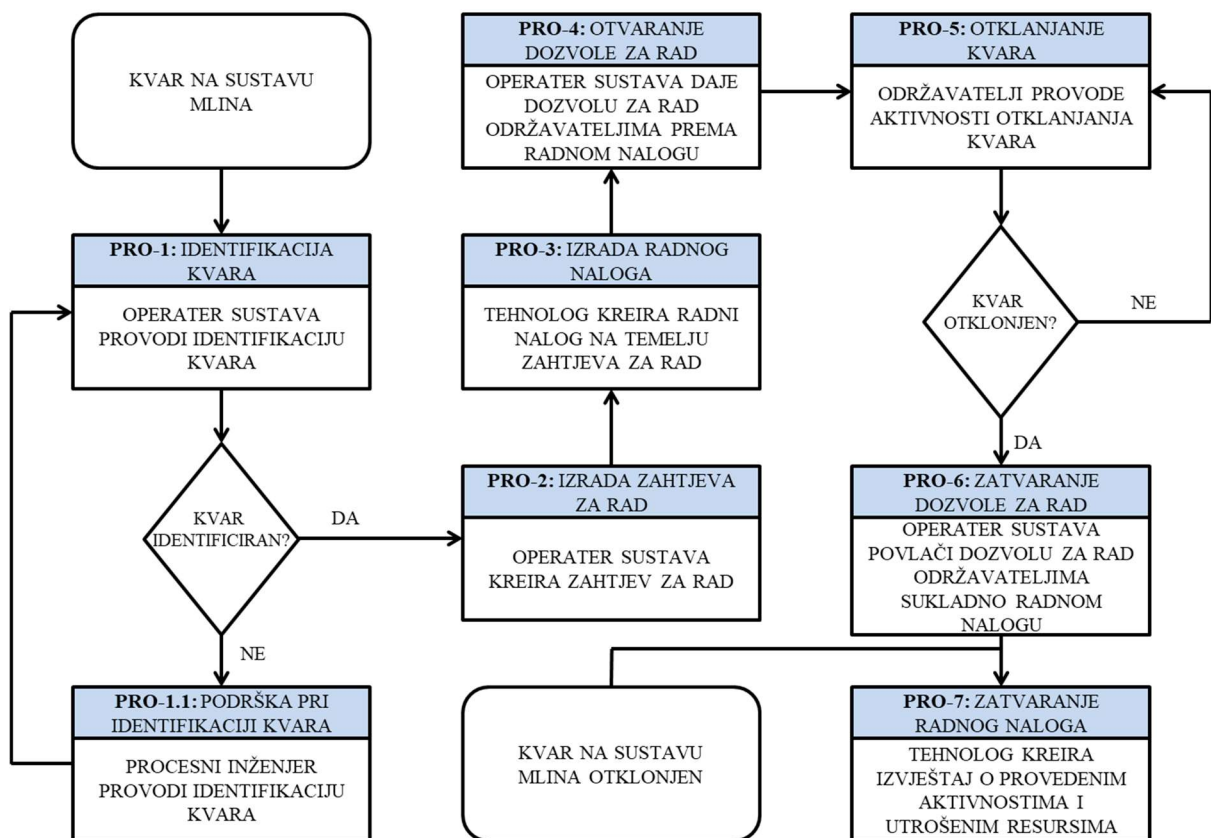 KVAR NA SUSTAVU
MLINA
PRO-1: IDENTIFIKACIJA
KVARA
OPERATER SUSTAVA
PROVODI IDENTIFIKACIJU
KVARA
KVAR
IDENTIFICIRAN?
DA
NE
PRO-1.1: PODRŠKA PRI
IDENTIFIKACIJI KVARA
PROCESNI INŽENJER
PROVODI IDENTIFIKACIJU
KVARA
PRO-2: IZRADA ZAHTJEVA
ZA RAD
OPERATER SUSTAVA
KREIRA ZAHTJEV ZA RAD
PRO-3: IZRADA RADNOG
NALOGA
TEHNOLOG KREIRA RADNI
NALOG NA TEMELJU
ZAHTJEVA ZA RAD
PRO-4: OTVARANJE
DOZVOLE ZA RAD
OPERATER SUSTAVA DAJE
DOZVOLU ZA RAD
ODRŽAVATELJIMA PREMA
RADNOM NALOGU
PRO-5: OTKLANJANJE
KVARA
ODRŽAVATELJI PROVODE
AKTIVNOSTI OTKLANJANJA
KVARA
KVAR
OTKLONJEN?
NE
DA
PRO-6: ZATVARANJE
DOZVOLE ZA RAD
OPERATER SUSTAVA
POVLAČI DOZVOLU ZA RAD
ODRŽAVATELJIMA
SUKLADNO RADNOM
NALOGU
PRO-7: ZATVARANJE
RADNOG NALOGA
TEHNOLOG KREIRA
IZVJEŠTAJ O PROVEDENIM
AKTIVNOSTIMA I
UTROŠENIM RESURSIMA
KVAR NA SUSTAVU
MLINA OTKLONJEN